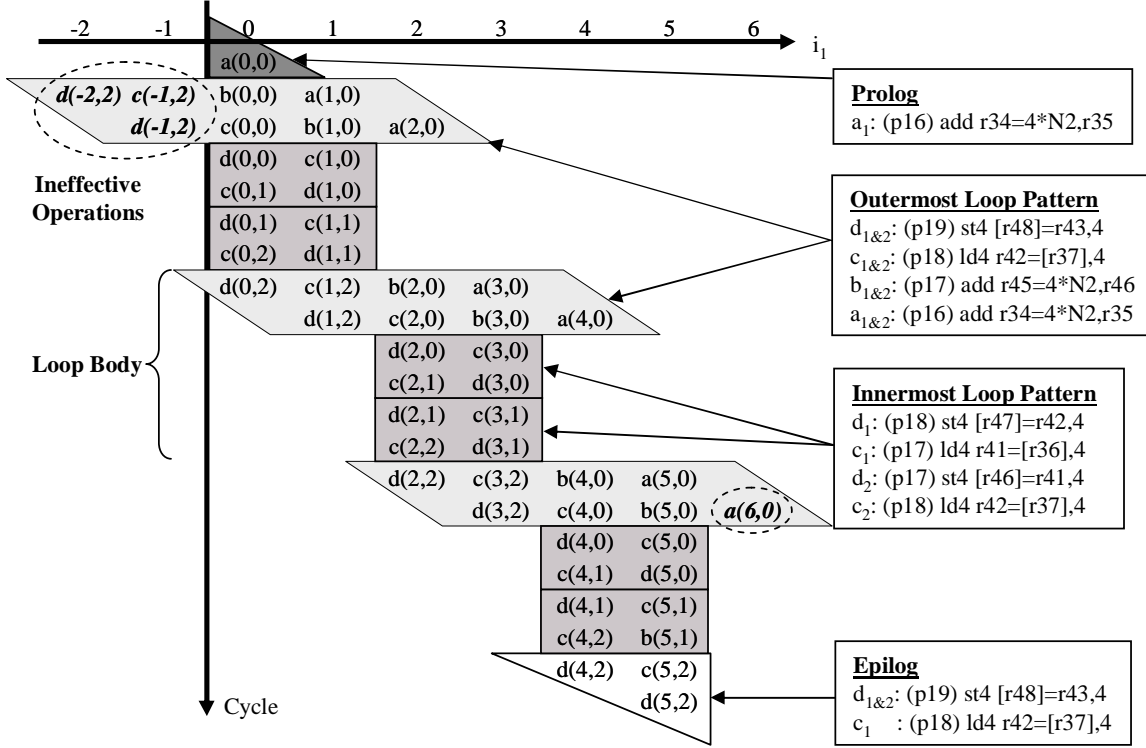 -2 -1 0 1 2 3 4 5 6 i1
a(0,0)
d(-2,2) c(-1,2) b(0,0) a(1,0)
d(-1,2) c(0,0) b(1,0) a(2,0)
d(0,0) c(1,0)
c(0,1) d(1,0)
d(0,1) c(1,1)
c(0,2) d(1,1)
d(0,2) c(1,2) b(2,0) a(3,0)
d(1,2) c(2,0) b(3,0) a(4,0)
d(2,0) c(3,0)
c(2,1) d(3,0)
d(2,1) c(3,1)
c(2,2) d(3,1)
d(2,2) c(3,2) b(4,0) a(5,0)
d(3,2) c(4,0) b(5,0) a(6,0)
d(4,0) c(5,0)
c(4,1) d(5,0)
d(4,1) c(5,1)
c(4,2) b(5,1)
d(4,2) c(5,2)
d(5,2)
Ineffective
Operations
Loop Body
Cycle
Prolog
a1: (p16) add r34=4*N2,r35
Outermost Loop Pattern
d1&2: (p19) st4 [r48]=r43,4
c1&2: (p18) ld4 r42=[r37],4
b1&2: (p17) add r45=4*N2,r46
a1&2: (p16) add r34=4*N2,r35
Innermost Loop Pattern
d1: (p18) st4 [r47]=r42,4
c1: (p17) ld4 r41=[r36],4
d2: (p17) st4 [r46]=r41,4
c2: (p18) ld4 r42=[r37],4
Epilog
d1&2: (p19) st4 [r48]=r43,4
c1 : (p18) ld4 r42=[r37],4